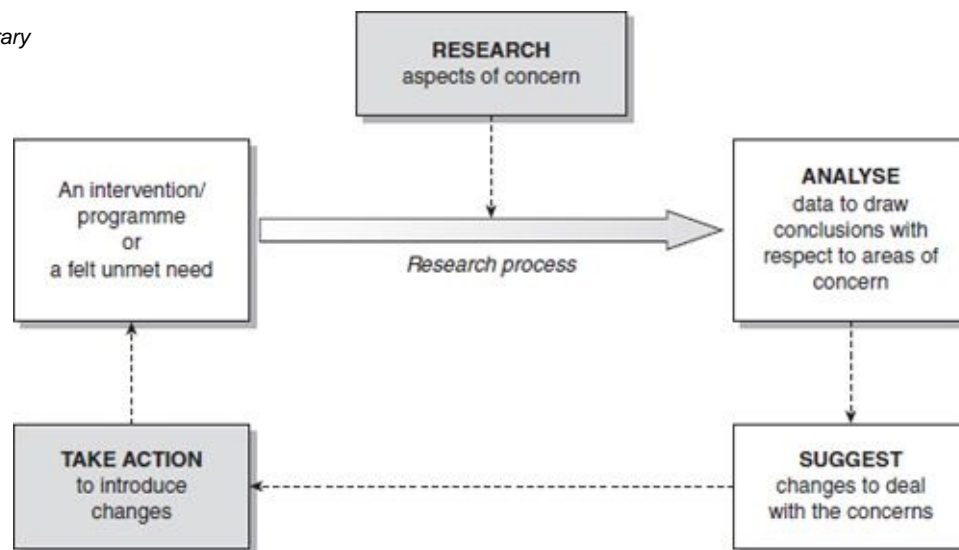 RESEARCH
aspects of concern
An intervention/
programme
or
a felt unmet need
Research process
ANALYSE
data to draw
conclusions with
respect to areas of
concern
TAKE ACTION
to introduce
changes
SUGGEST
changes to deal
with the concerns